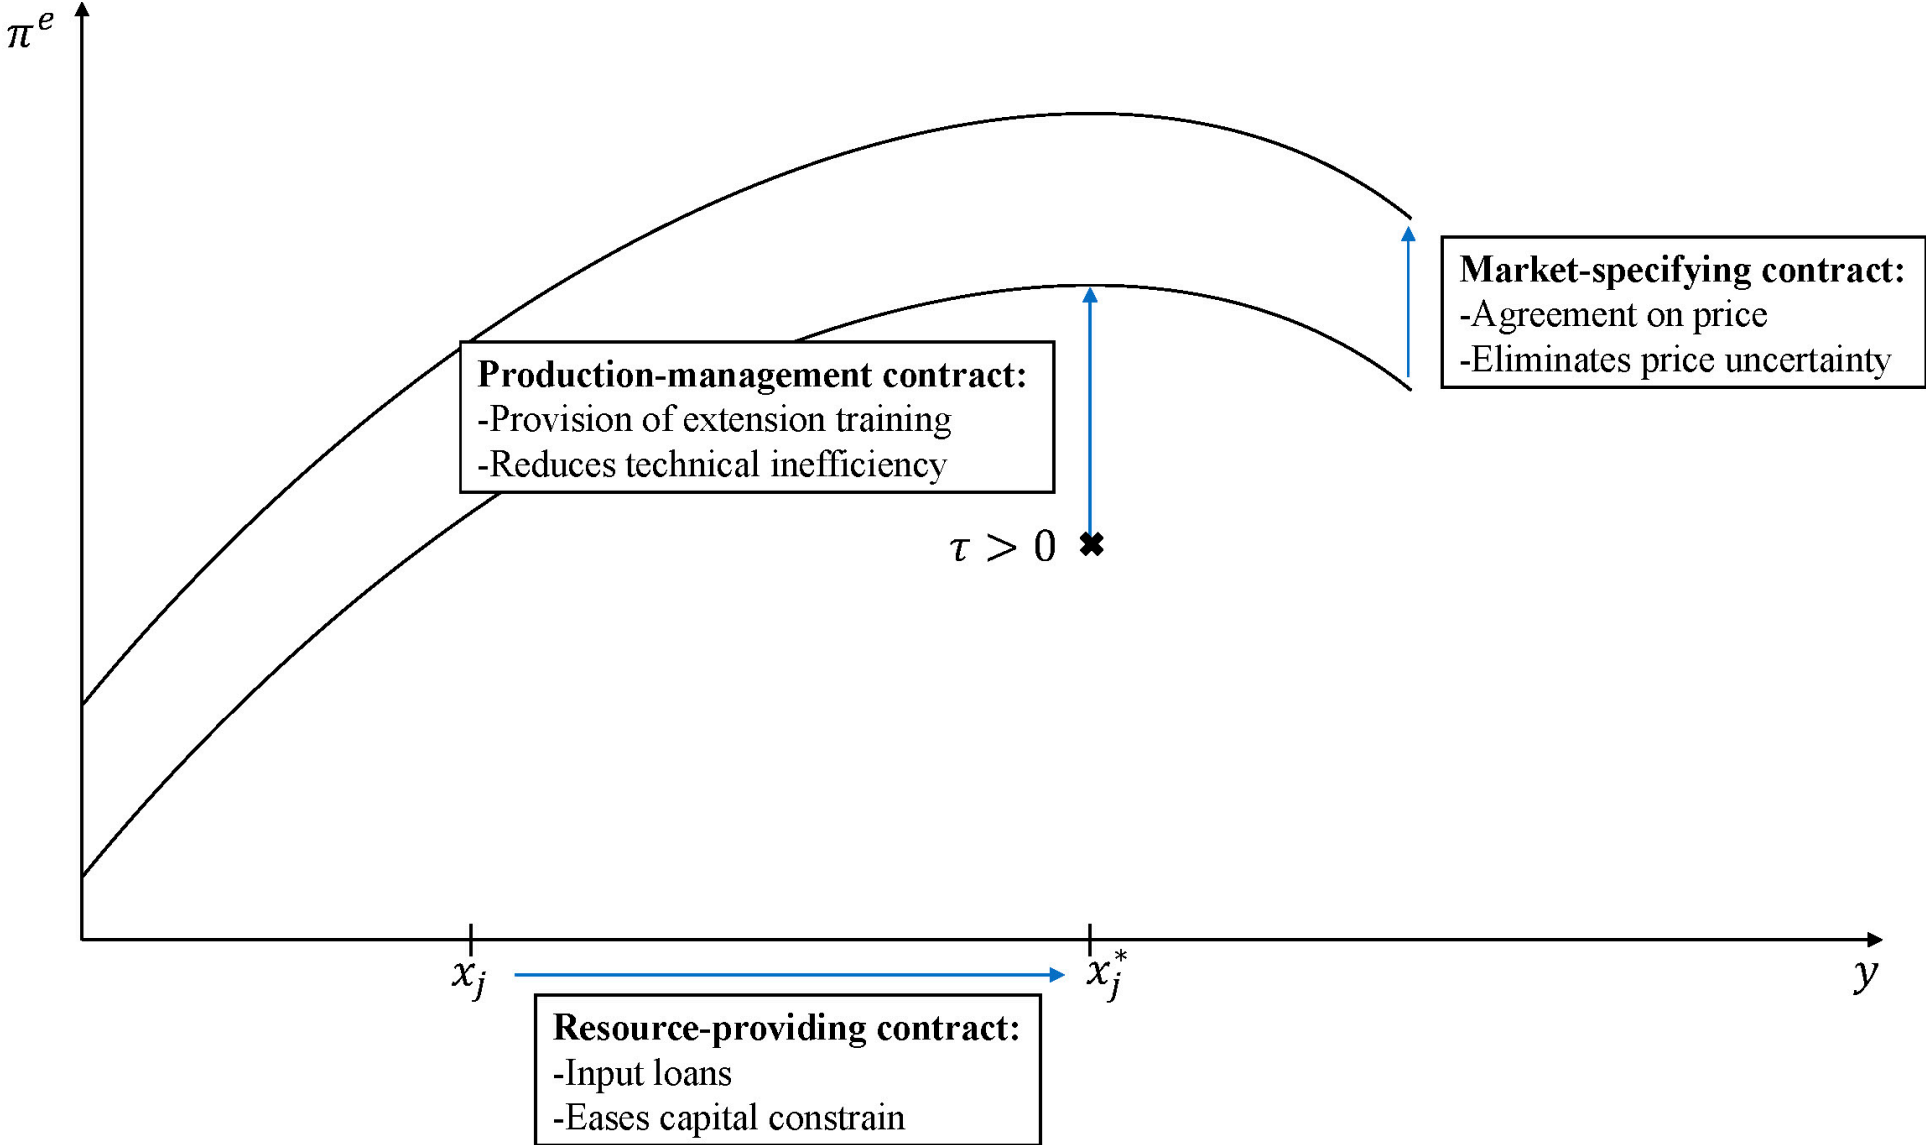 πᵉ
Market-specifying contract:
-Agreement on price
-Eliminates price uncertainty
Production-management contract:
-Provision of extension training
-Reduces technical inefficiency
τ > 0
xⱼ
xⱼ*
y
Resource-providing contract:
-Input loans
-Eases capital constrain